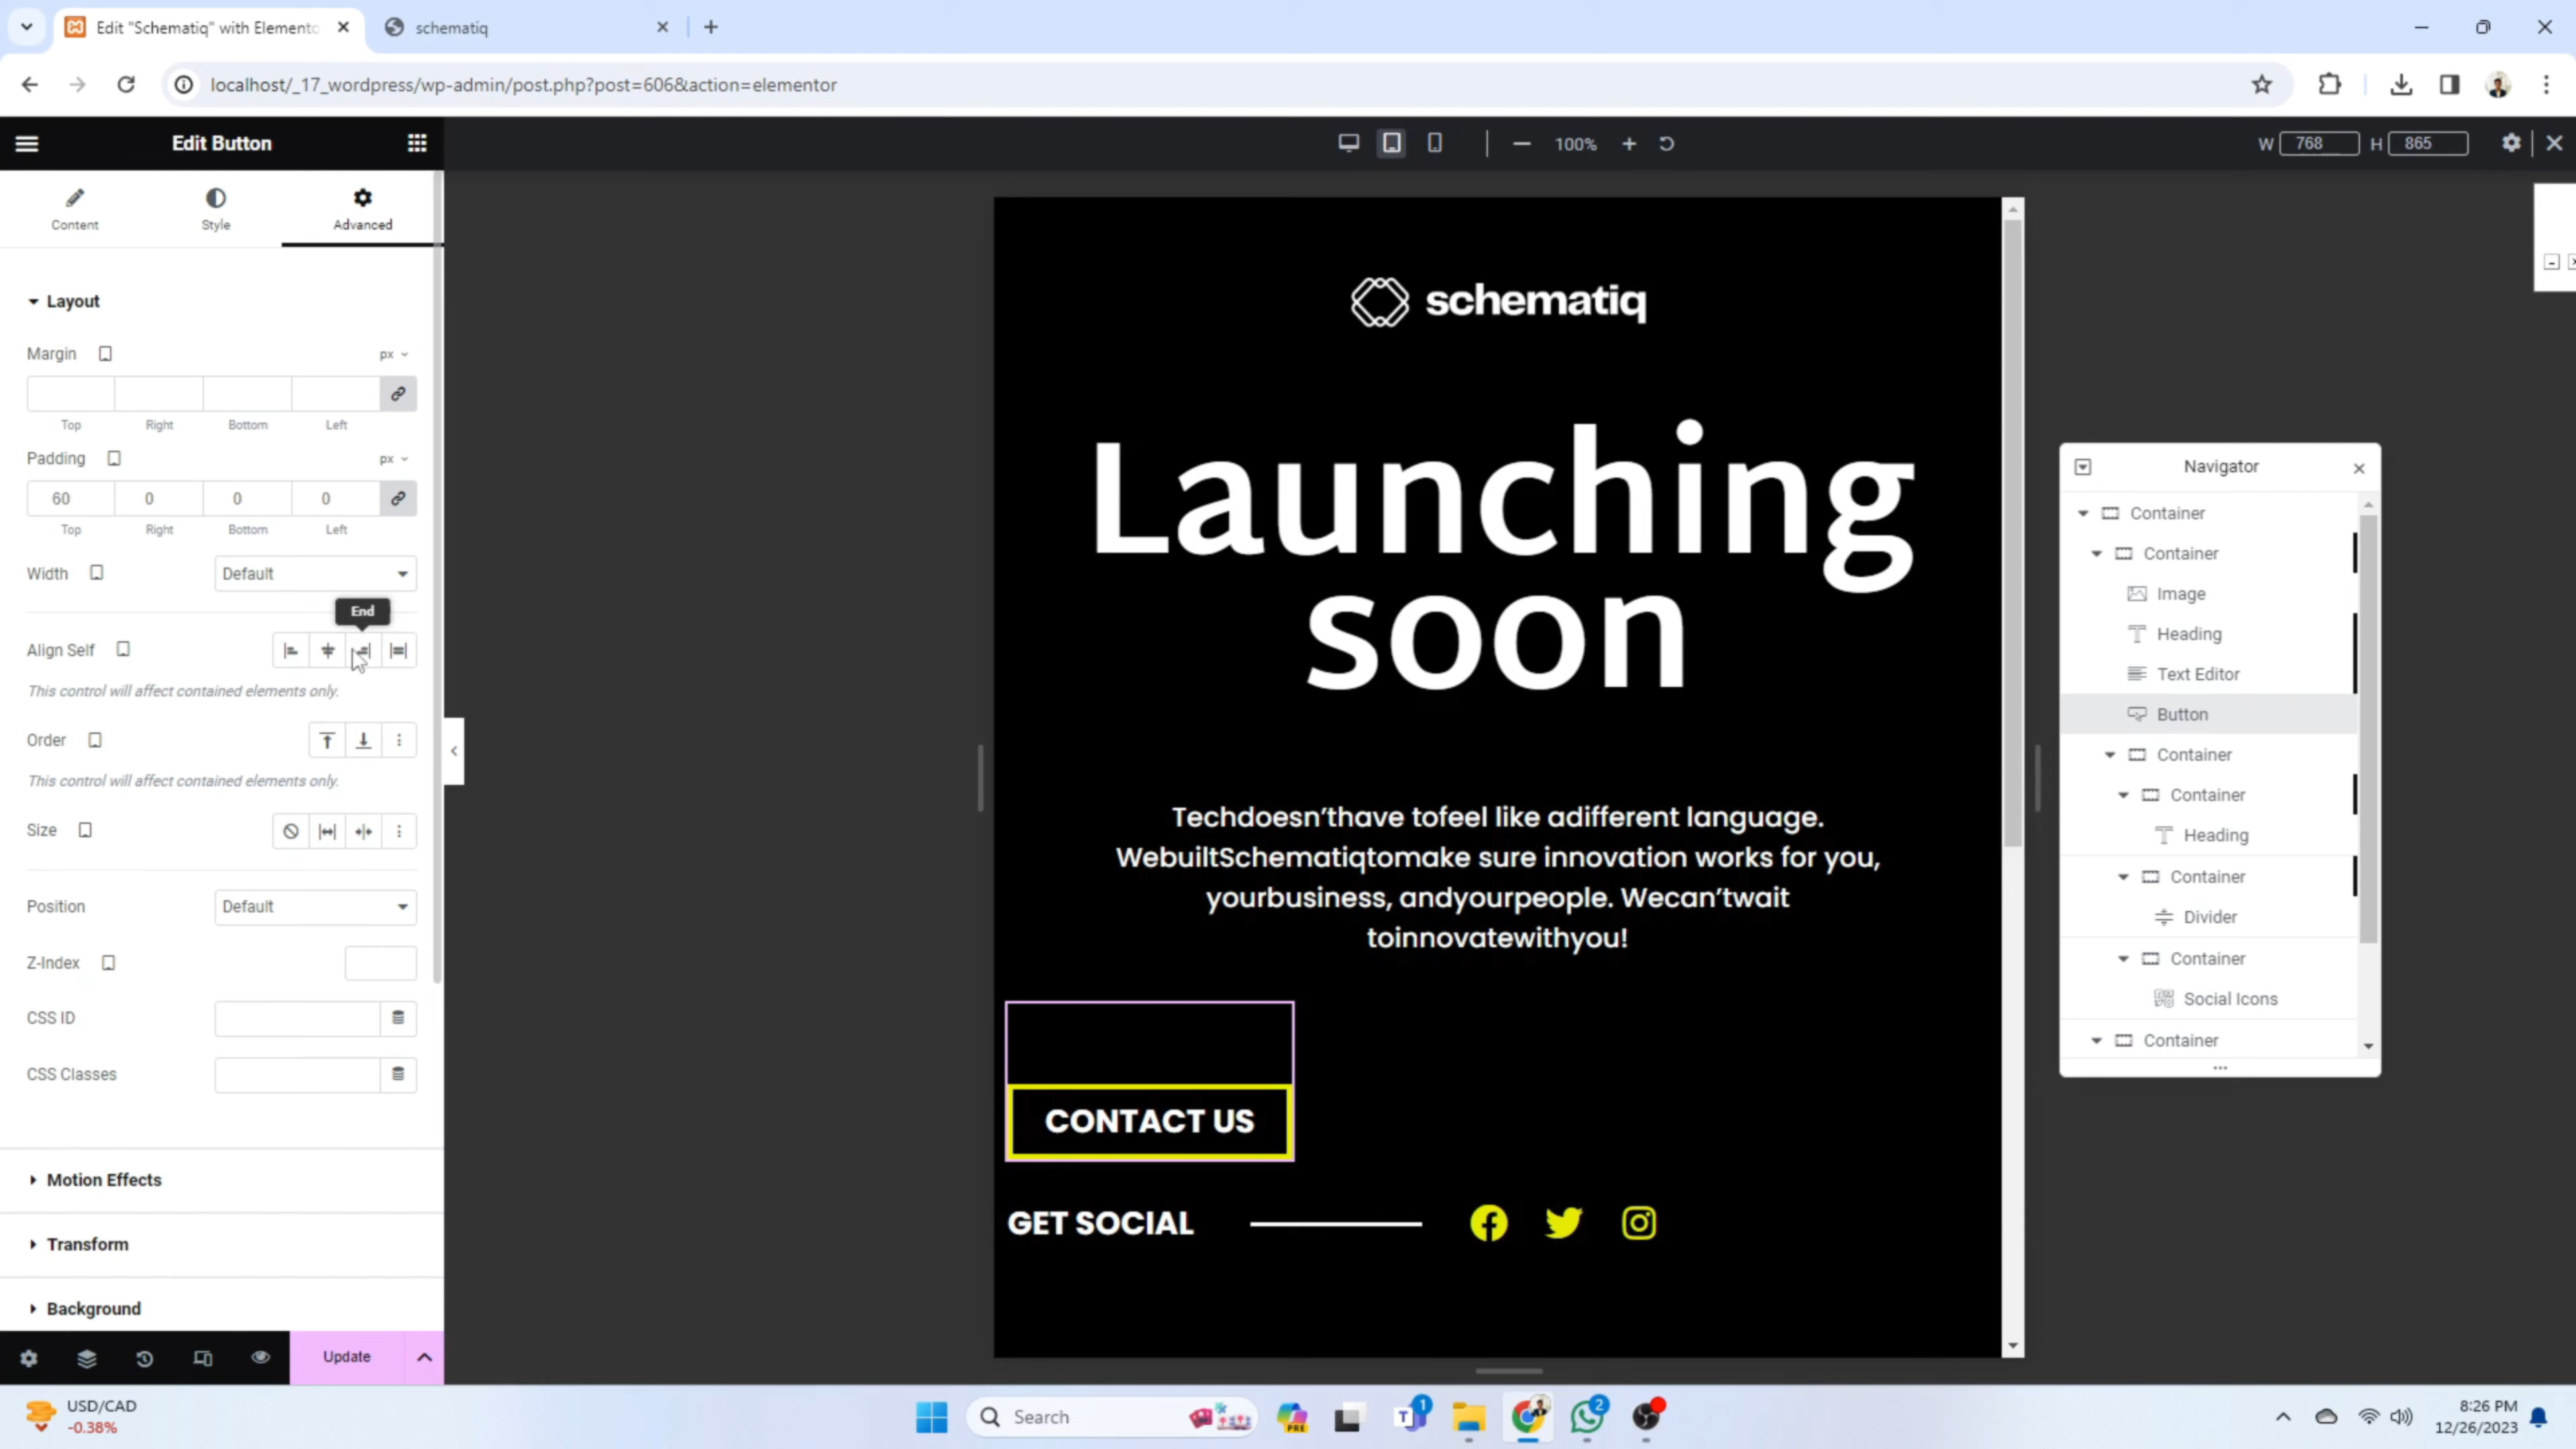 Edit "Schematiq" with Elemento
schematiq
localhost/_17_wordpress/wp-admin/post.php?post=606&action=elementor
Edit Button
100%
W 768 H 865
Content Style Advanced
Layout
Margin px
Top Right Bottom Left
Padding px
60 0 0 0
Top Right Bottom Left
Width Default
End
Align Self
This control will affect contained elements only.
Order
This control will affect contained elements only.
Size
Position Default
Z-Index
CSS ID
CSS Classes
Motion Effects
Transform
Background
Update
schematiq
Launching
soon
Techdoesn’thave tofeel like adifferent language.
WebuiltSchematiqtomake sure innovation works for you,
yourbusiness, andyourpeople. Wecan’twait
toinnovatewithyou!
CONTACT US
GET SOCIAL
Navigator
Container
Container
Image
Heading
Text Editor
Button
Container
Container
Heading
Container
Divider
Container
Social Icons
Container
USD/CAD
-0.38%
Search
PRE
T
1
2
8:26 PM
12/26/2023